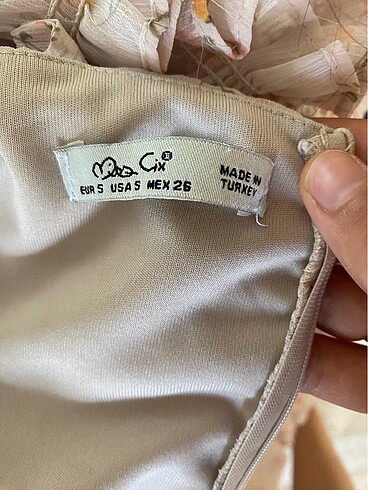 Miss Cix®
EUR S USA S MEX 26
MADE IN
TURKEY